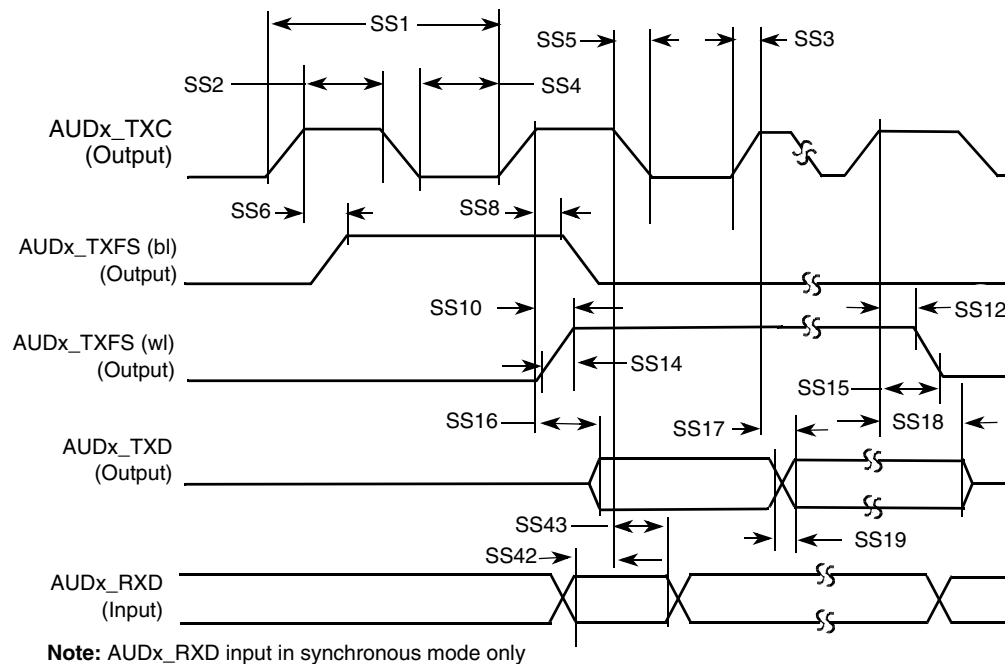 SS1
SS5
SS3
SS2
SS4
AUDx_TXC
(Output)
SS6
SS8
AUDx_TXFS (bl)
(Output)
SS10
SS12
AUDx_TXFS (wl)
(Output)
SS14
SS15
SS16
SS17
SS18
AUDx_TXD
(Output)
SS43
SS19
SS42
AUDx_RXD
(Input)
Note: AUDx_RXD input in synchronous mode only